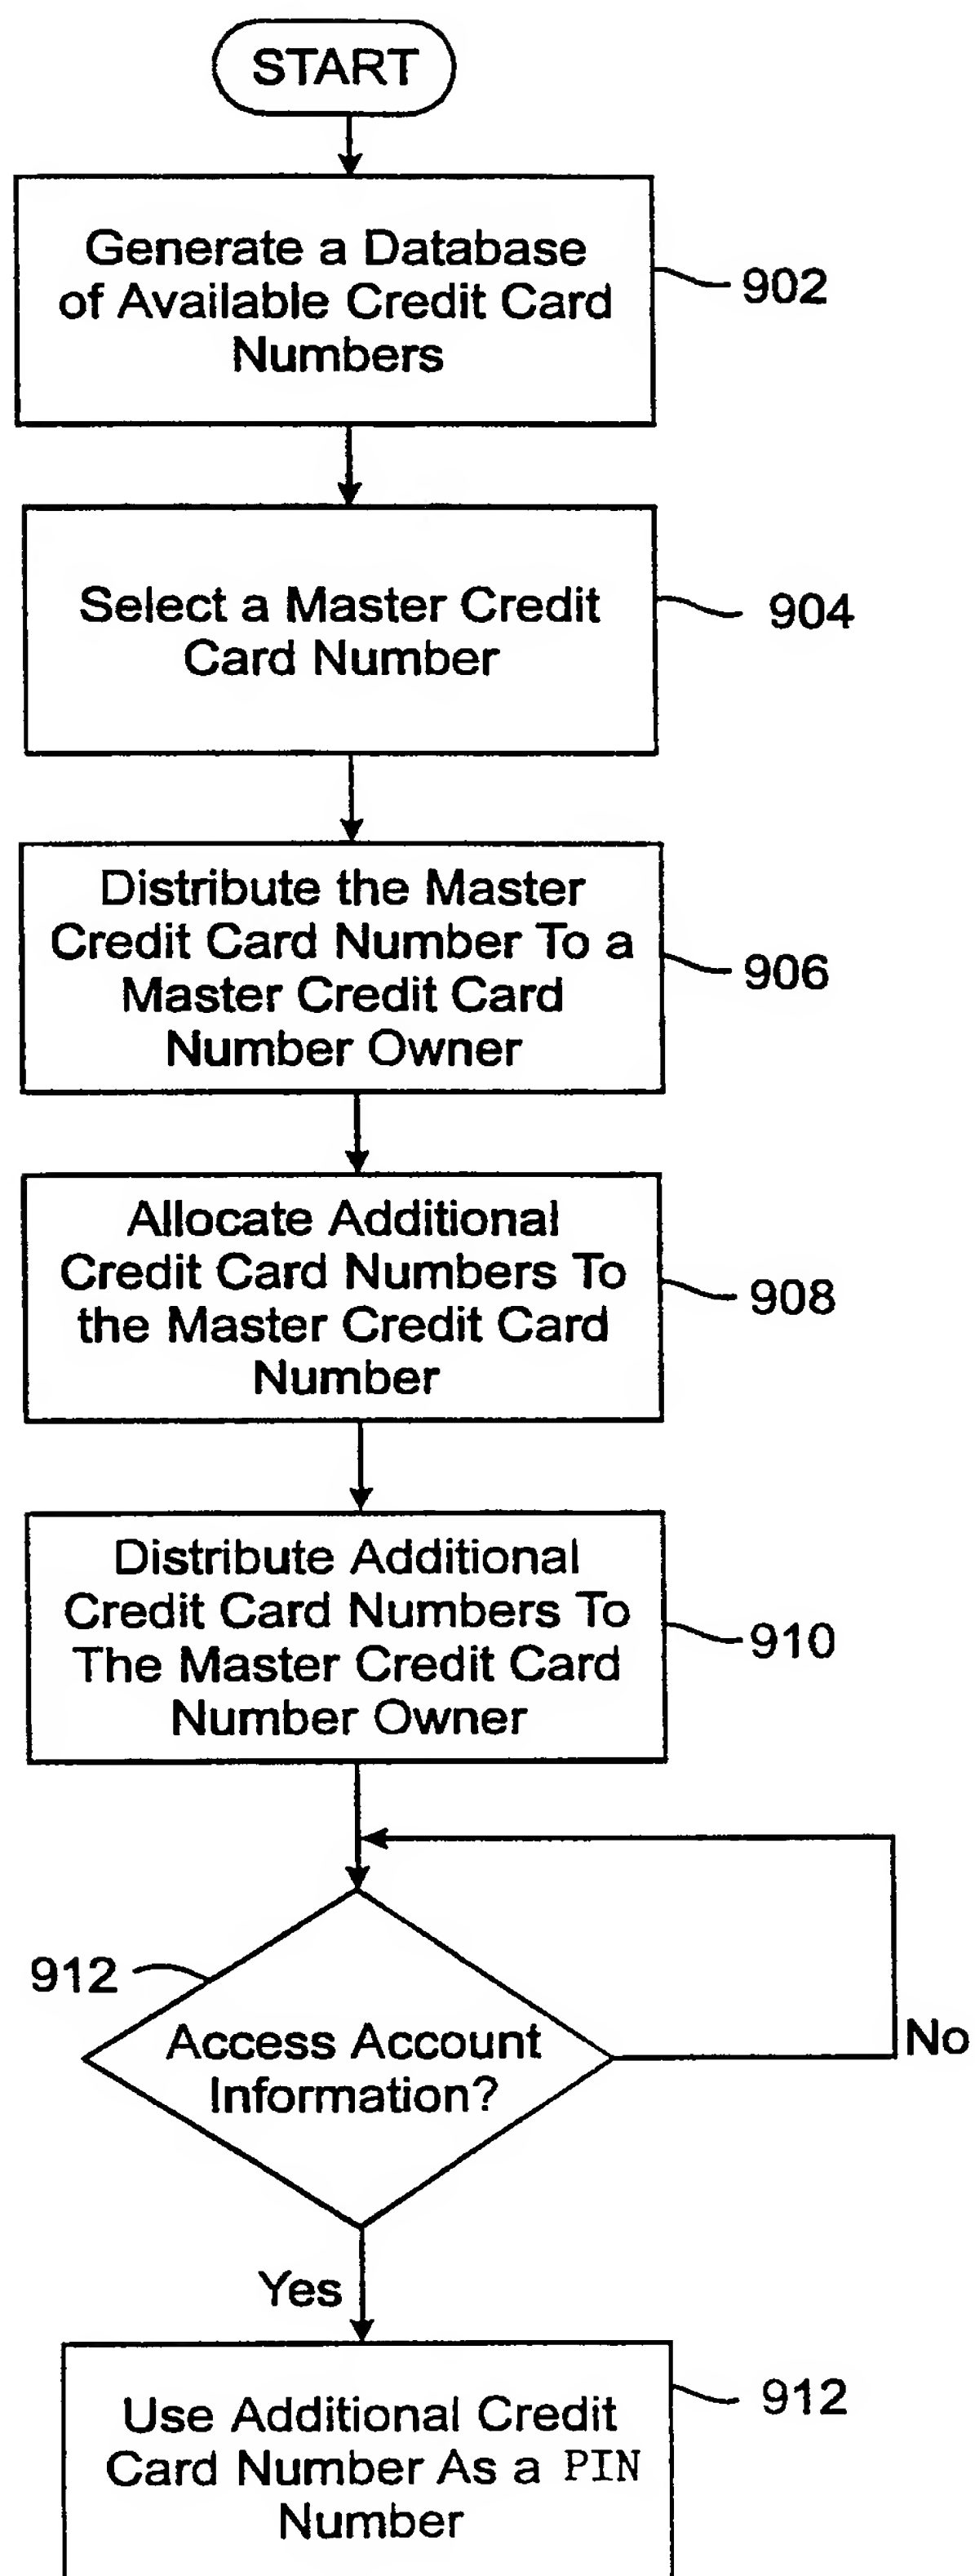 START
Generate a Database
of Available Credit Card
Numbers
902
Select a Master Credit
Card Number
904
Distribute the Master
Credit Card Number To a
Master Credit Card
Number Owner
906
Allocate Additional
Credit Card Numbers To
the Master Credit Card
Number
908
Distribute Additional
Credit Card Numbers To
The Master Credit Card
Number Owner
910
912
Access Account
Information?
No
Yes
Use Additional Credit
Card Number As a PIN
Number
912